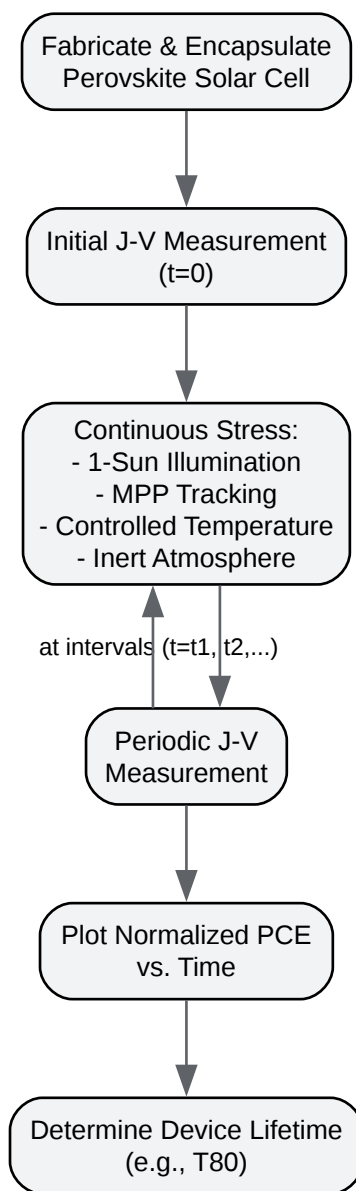 Fabricate & Encapsulate
Perovskite Solar Cell
Initial J-V Measurement
(t=0)
Continuous Stress:
- 1-Sun Illumination
- MPP Tracking
- Controlled Temperature
- Inert Atmosphere
at intervals (t=t1, t2,...)
Periodic J-V
Measurement
Plot Normalized PCE
vs. Time
Determine Device Lifetime
(e.g., T80)